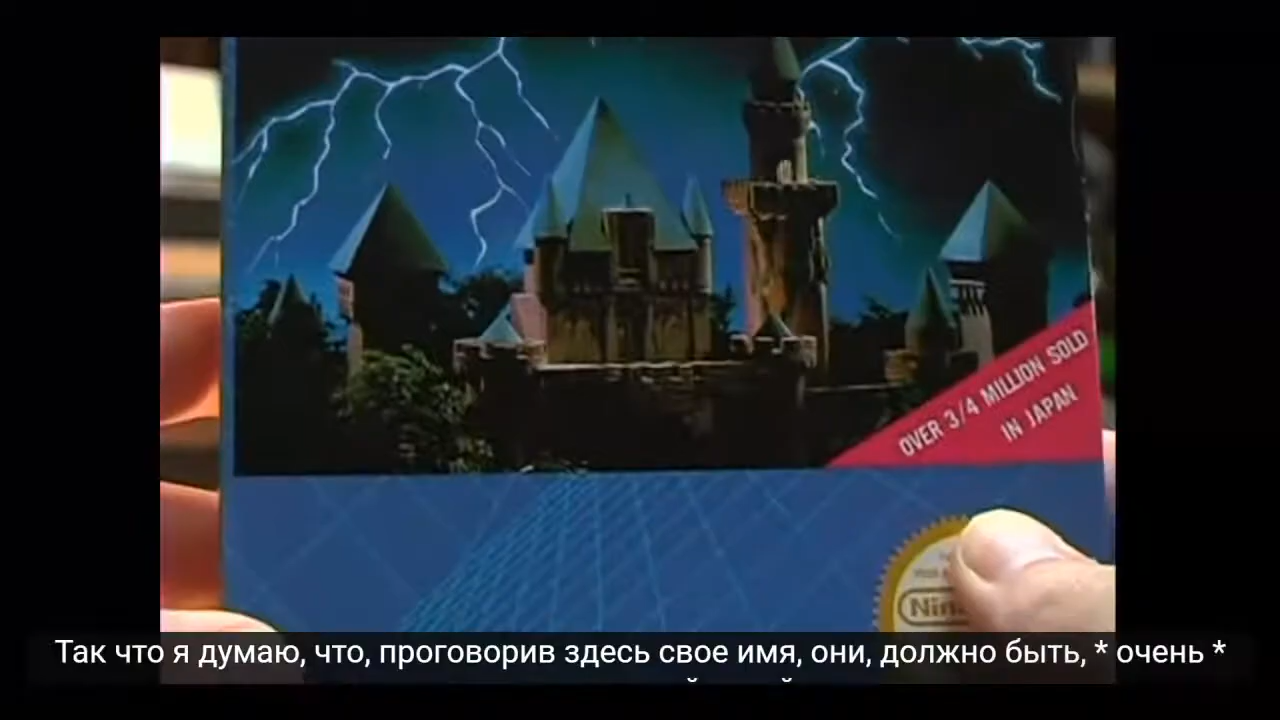 OVER 3/4 MILLION SOLD
IN JAPAN
Так что я думаю, что, проговорив здесь свое имя, они, должно быть, * очень *